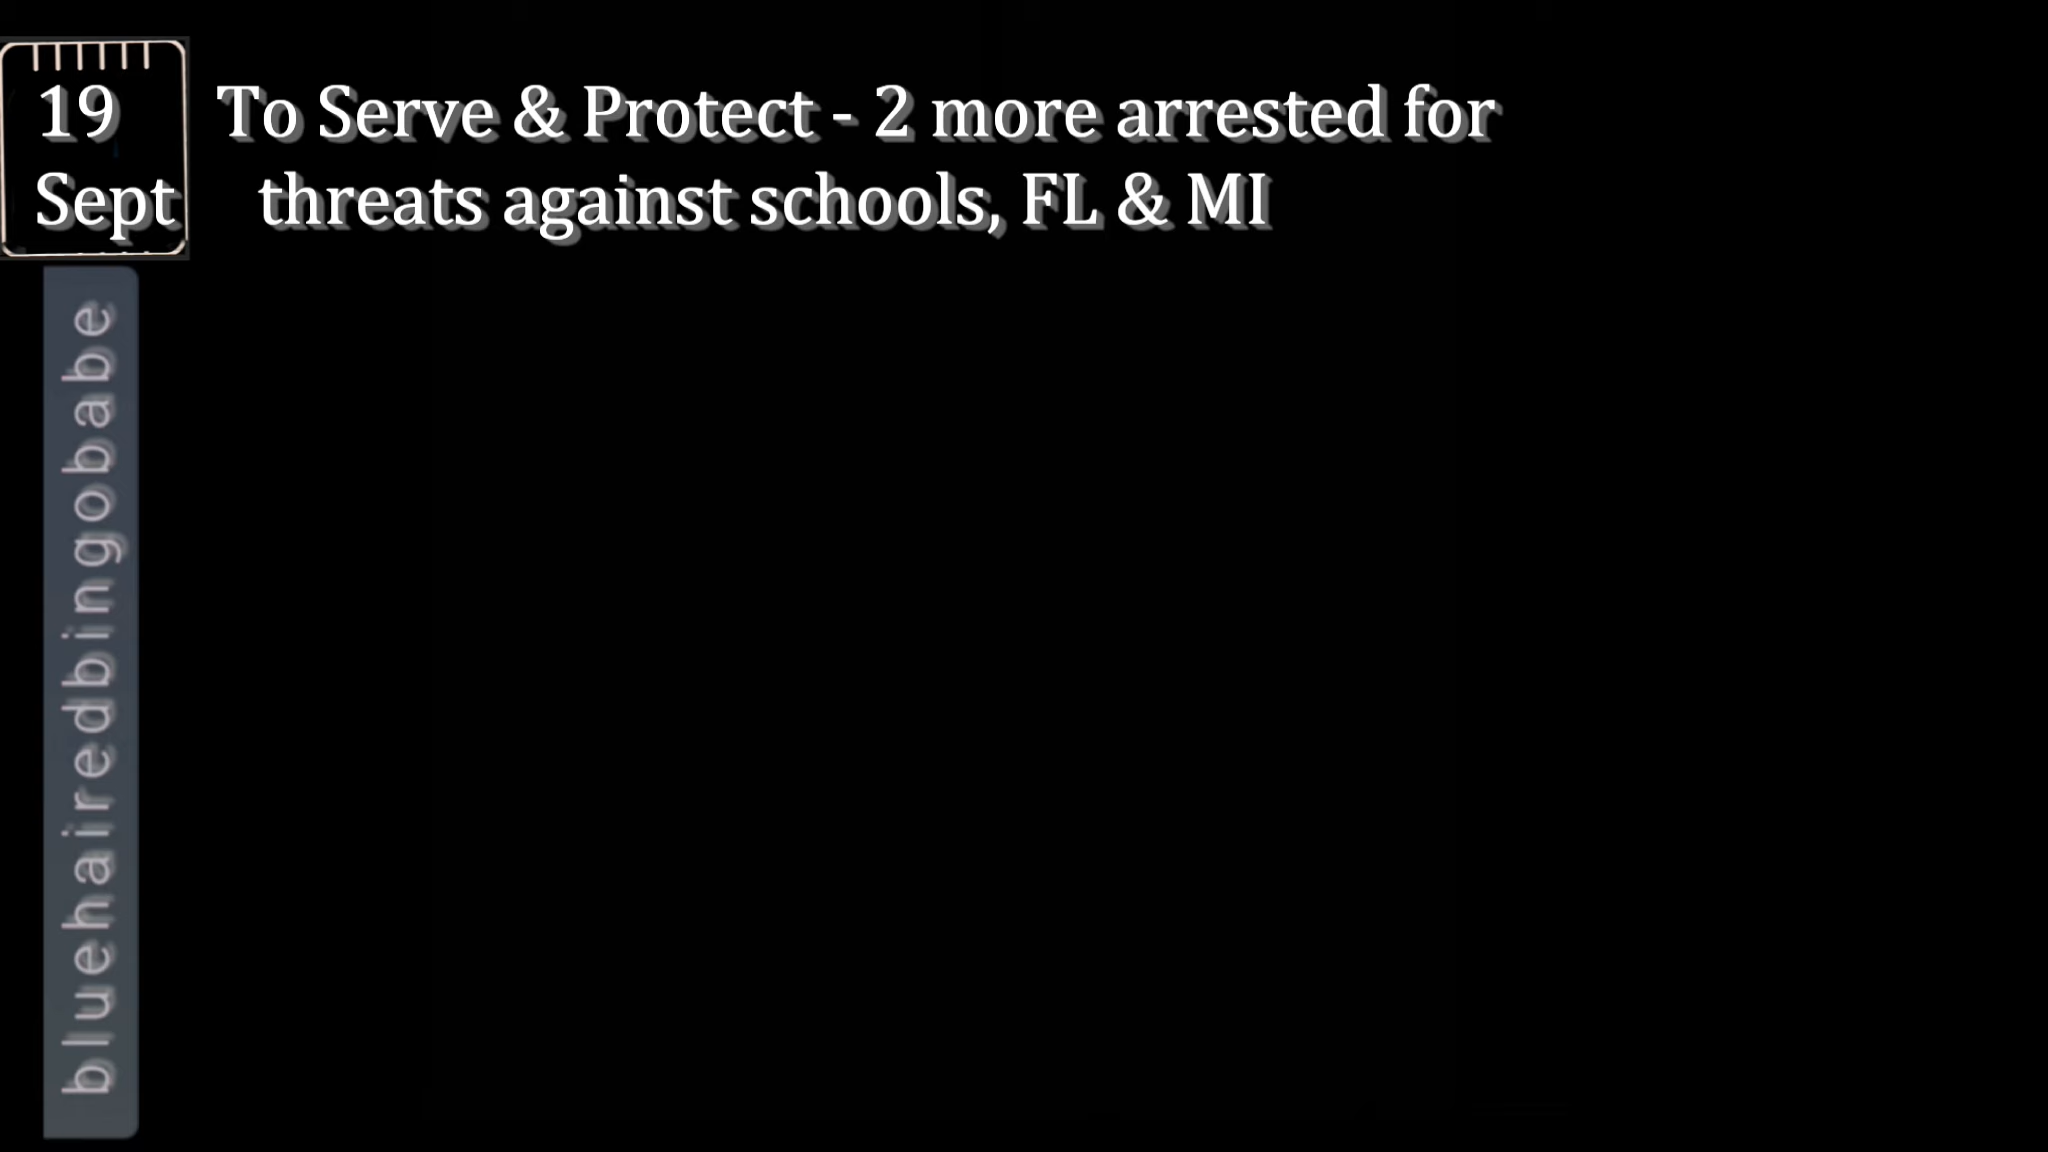 19
Sept
To Serve & Protect - 2 more arrested for
threats against schools, FL & MI
bluehairedbingobabe